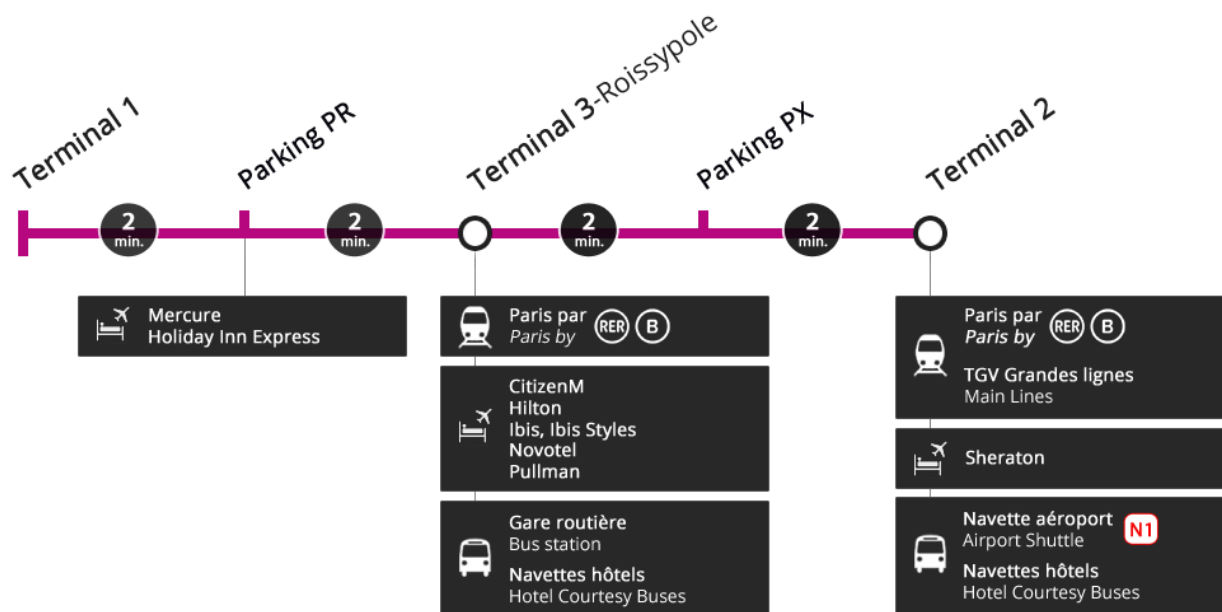 Terminal 1
Parking PR
Terminal 3-Roissypole
Parking PX
Terminal 2
2
min.
2
min.
2
min.
2
min.
Mercure
Holiday Inn Express
Paris par
Paris by
RER B
CitizenM
Hilton
Ibis, Ibis Styles
Novotel
Pullman
Gare routière
Bus station
Navettes hôtels
Hotel Courtesy Buses
Paris par
Paris by
RER B
TGV Grandes lignes
Main Lines
Sheraton
Navette aéroport
Airport Shuttle
N1
Navettes hôtels
Hotel Courtesy Buses